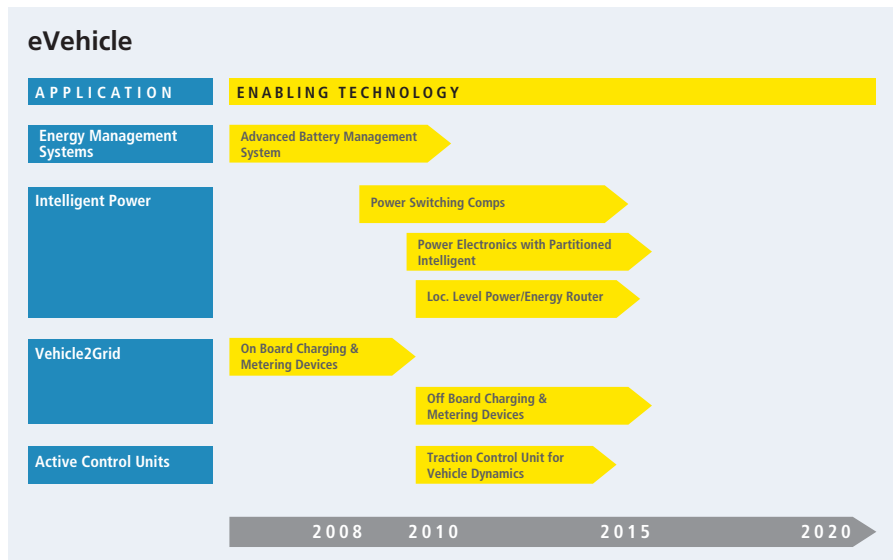 eVehicle
APPLICATION
ENABLING TECHNOLOGY
Energy Management
Systems
Advanced Battery Management
System
Intelligent Power
Power Switching Comps
Power Electronics with Partitioned
Intelligent
Loc. Level Power/Energy Router
Vehicle2Grid
On Board Charging &
Metering Devices
Off Board Charging &
Metering Devices
Active Control Units
Traction Control Unit for
Vehicle Dynamics
2008 2010 2015 2020